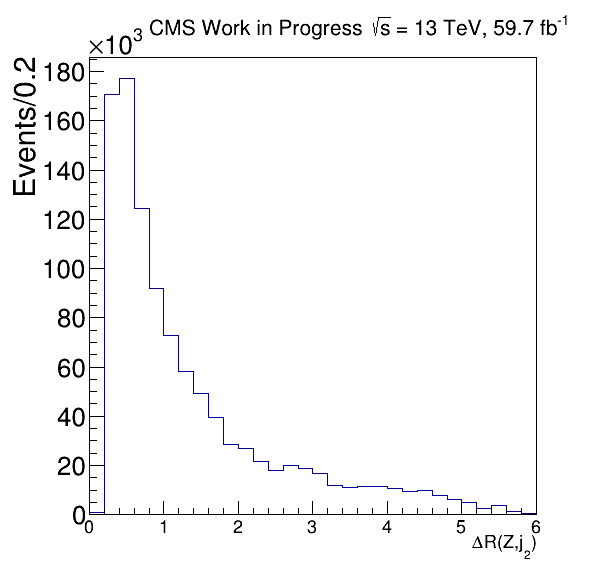 ×10³ CMS Work in Progress √s = 13 TeV, 59.7 fb⁻¹
Events/0.2
180
160
140
120
100
80
60
40
20
0
0 1 2 3 4 5 6
ΔR(Z,j₂)